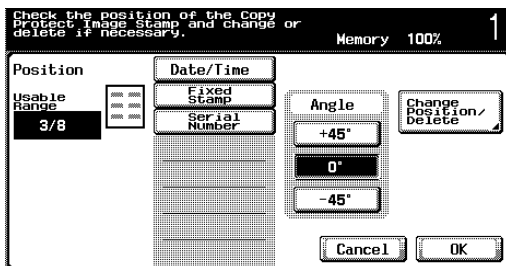 Check the position of the Copy
Protect Image Stamp and change or
delete if necessary.
Memory 100%
1
Position
Usable
Range
3/8
Date/Time
Fixed
Stamp
Serial
Number
Angle
+45°
0°
-45°
Change
Position/
Delete
Cancel
OK